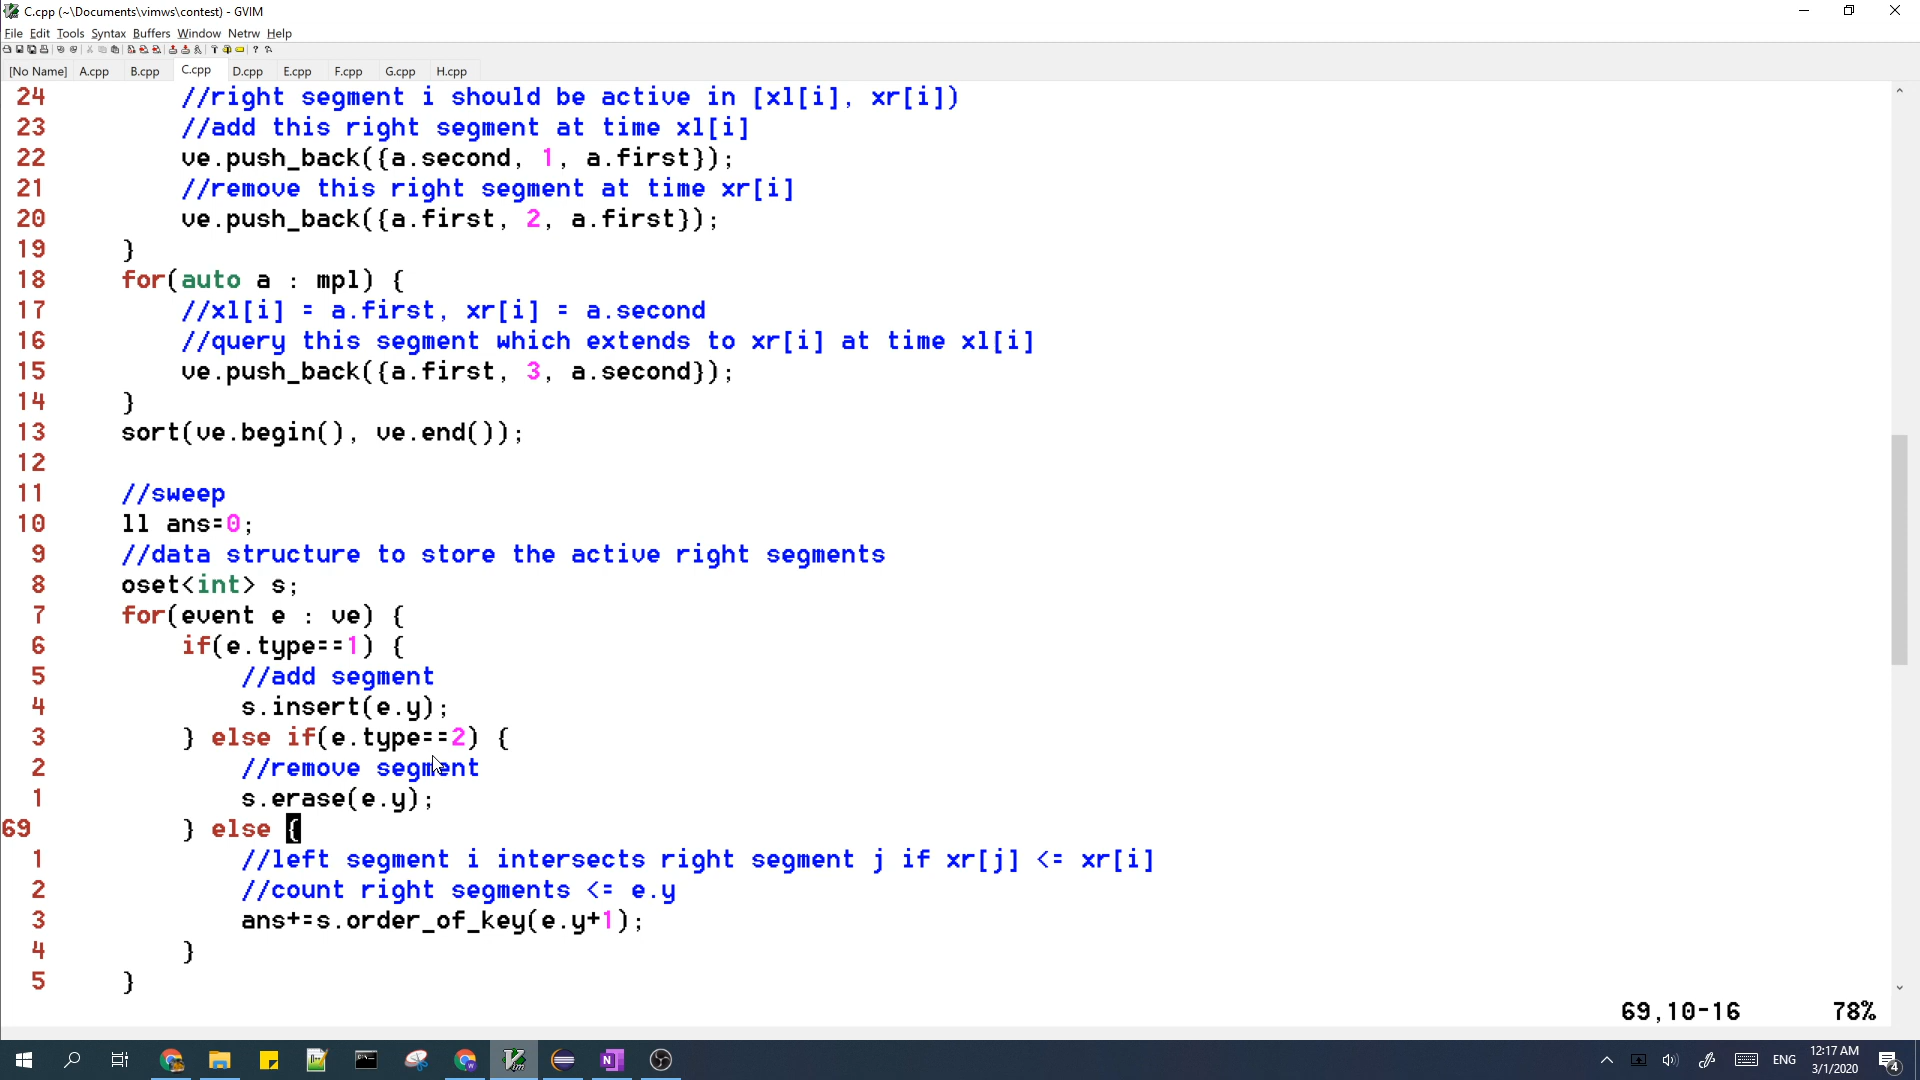 C.cpp (~\Documents\vimws\contest) - GVIM
File Edit Tools Syntax Buffers Window Netrw Help
[No Name] A.cpp B.cpp C.cpp D.cpp E.cpp F.cpp G.cpp H.cpp
24 //right segment i should be active in [xl[i], xr[i])
23 //add this right segment at time xl[i]
22 ve.push_back({a.second, 1, a.first});
21 //remove this right segment at time xr[i]
20 ve.push_back({a.first, 2, a.first});
19 }
18 for(auto a : mpl) {
17 //xl[i] = a.first, xr[i] = a.second
16 //query this segment which extends to xr[i] at time xl[i]
15 ve.push_back({a.first, 3, a.second});
14 }
13 sort(ve.begin(), ve.end());
12
11 //sweep
10 ll ans=0;
9 //data structure to store the active right segments
8 oset<int> s;
7 for(event e : ve) {
6 if(e.type==1) {
5 //add segment
4 s.insert(e.y);
3 } else if(e.type==2) {
2 //remove segment
1 s.erase(e.y);
69 } else {
1 //left segment i intersects right segment j if xr[j] <= xr[i]
2 //count right segments <= e.y
3 ans+=s.order_of_key(e.y+1);
4 }
5 }
69,10-16 78%
ENG 12:17 AM
3/1/2020
4